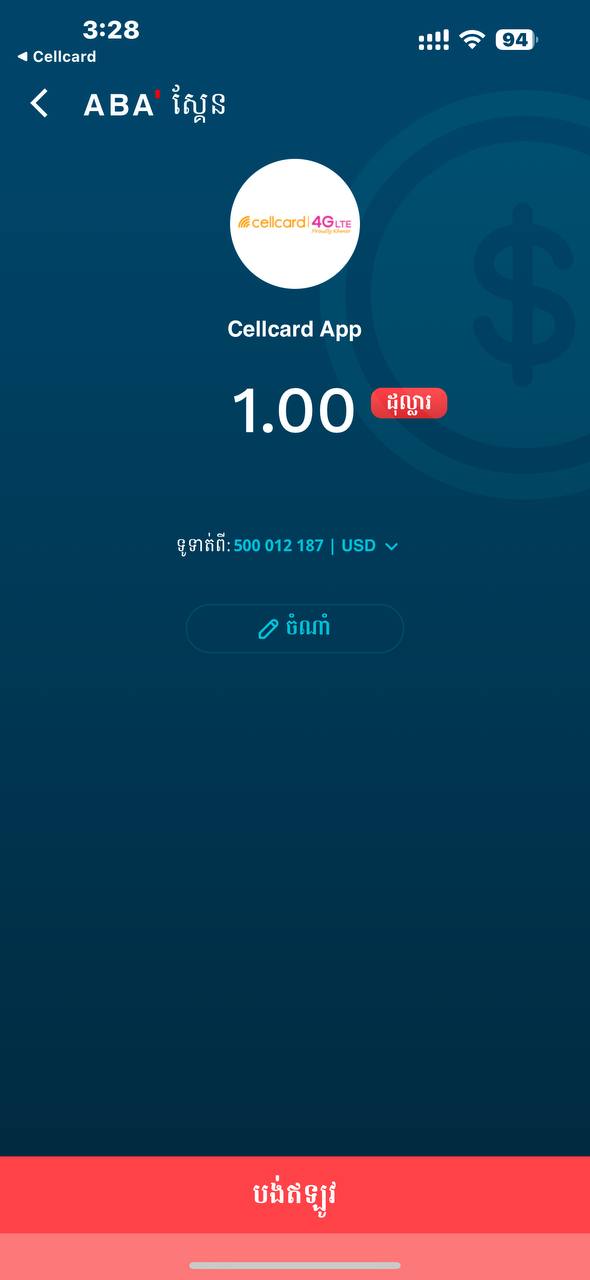 3:28
94
◀ Cellcard
ABA' ស្កែន
cellcard 4G LTE
Proudly Khmer
Cellcard App
1.00 ដុល្លារ
ទូទាត់ពី: 500 012 187 | USD
ចំណាំ
បង់ឥឡូវ